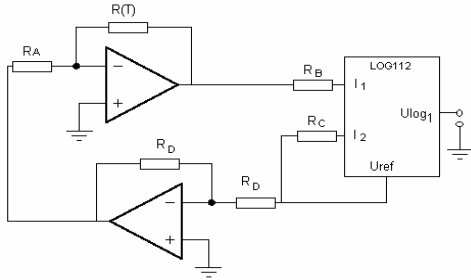 R(T)
RA
−
+
RB
LOG112
I1
Ulog1
RC
I2
Uref
RD
RD
−
+